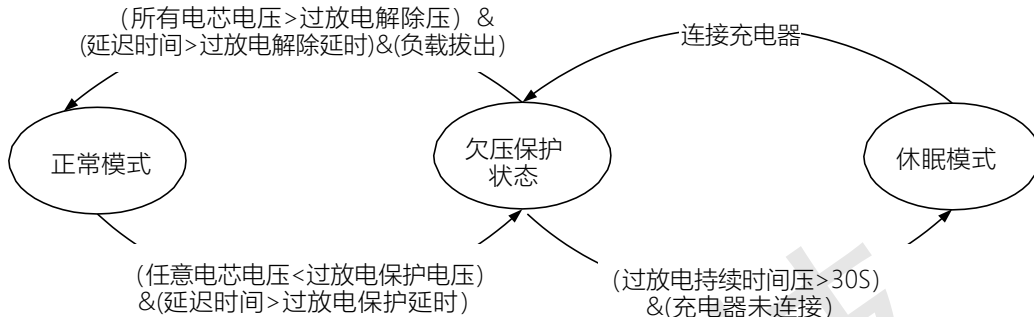 （所有电芯电压>过放电解除压）&
(延迟时间>过放电解除延时)&(负载拔出）
连接充电器
正常模式
欠压保护
状态
休眠模式
（任意电芯电压<过放电保护电压）
&(延迟时间>过放电保护延时）
（过放电持续时间压>30S)
&(充电器未连接）